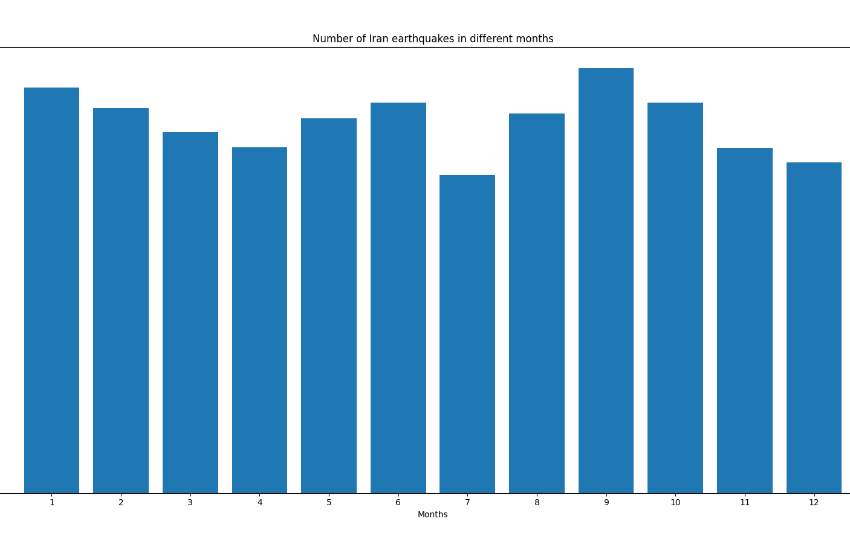 Number of Iran earthquakes in different months
1 2 3 4 5 6 7 8 9 10 11 12
Months